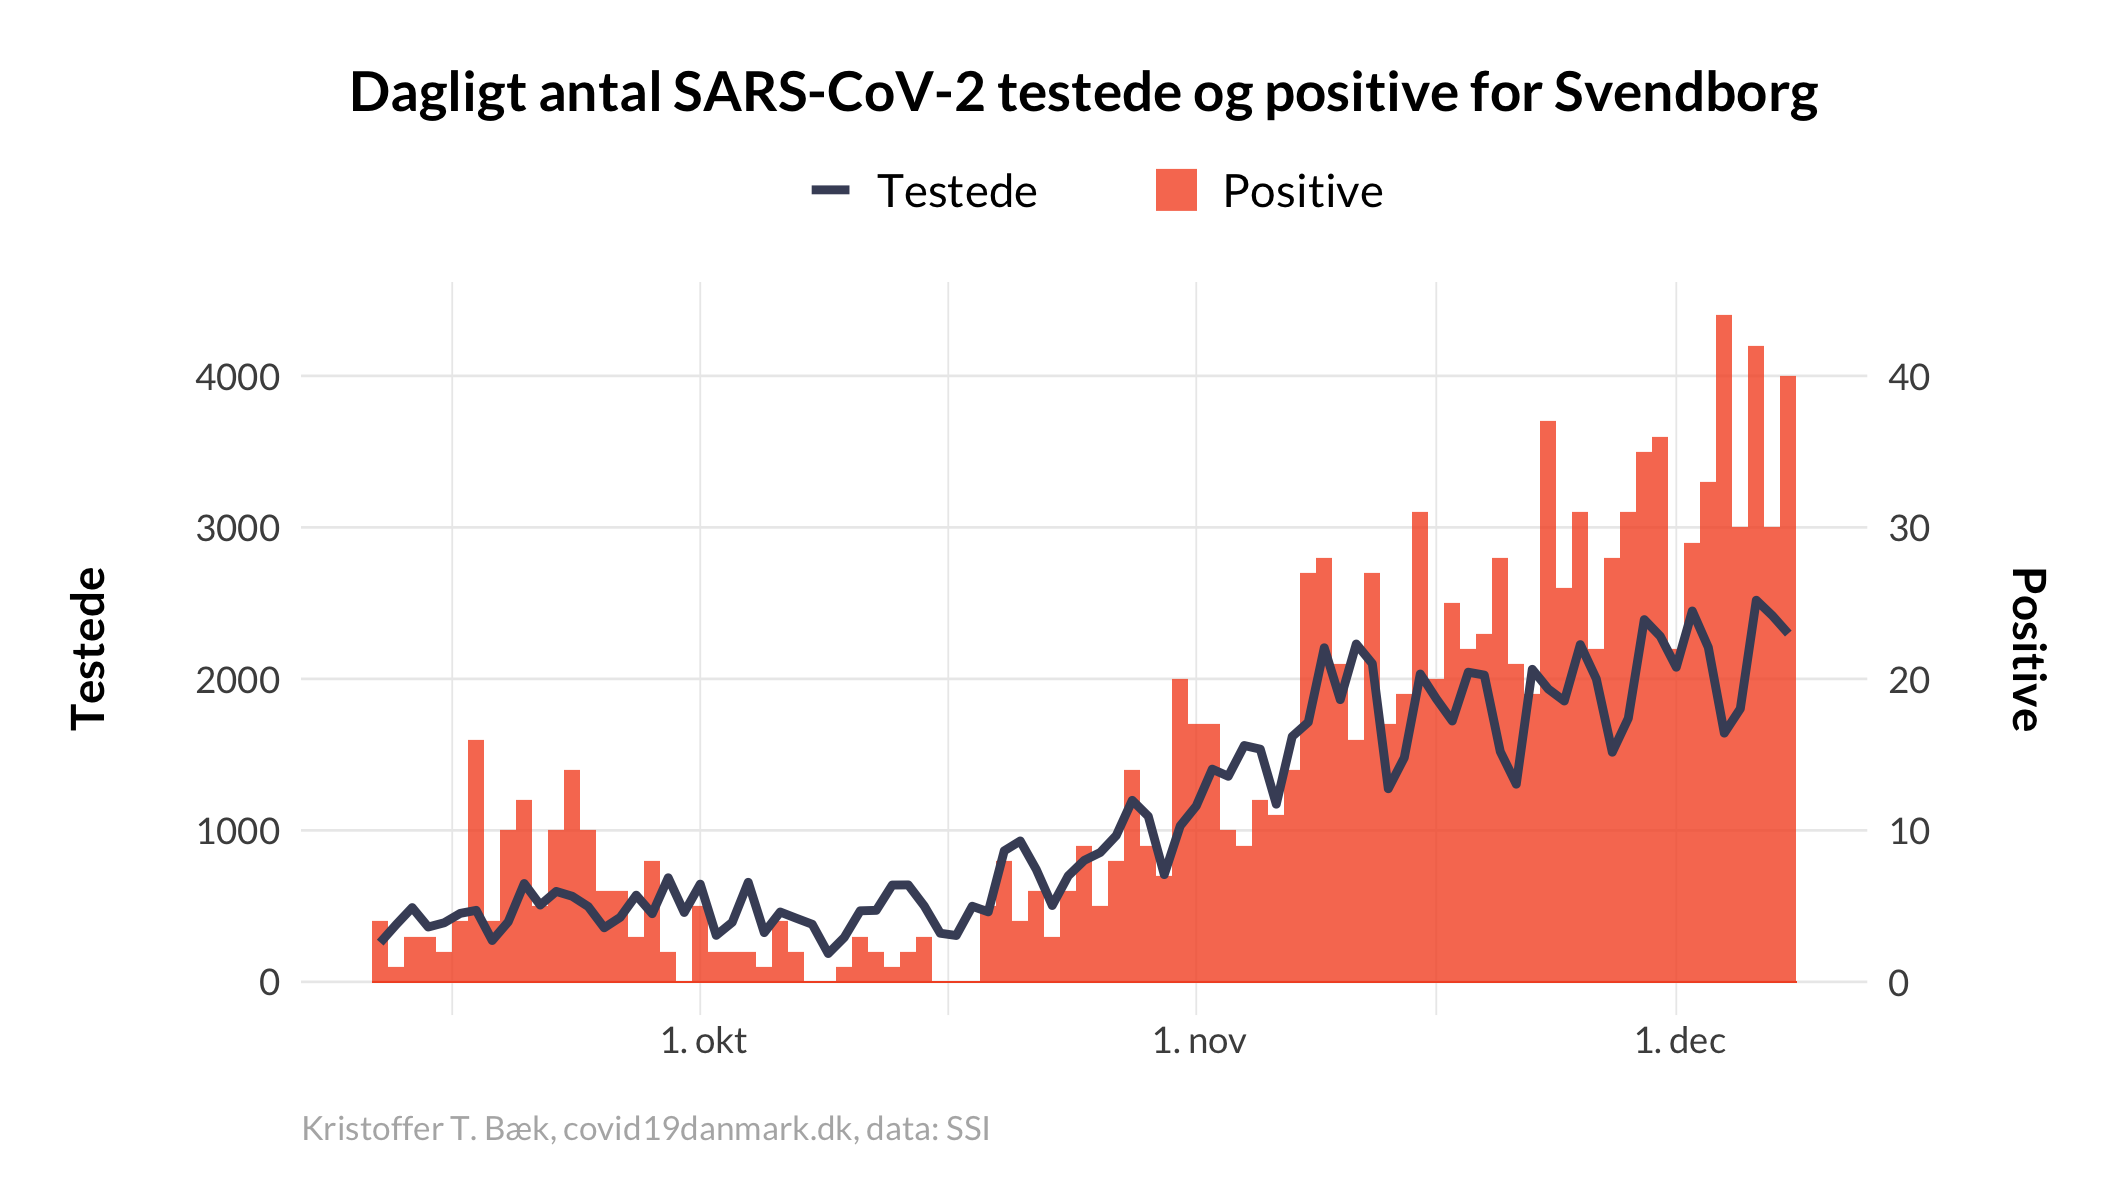 Dagligt antal SARS-CoV-2 testede og positive for Svendborg
Testede
Positive
4000
3000
2000
1000
0
40
30
20
10
0
Testede
Positive
1. okt
1. nov
1. dec
Kristoffer T. Bæk, covid19danmark.dk, data: SSI